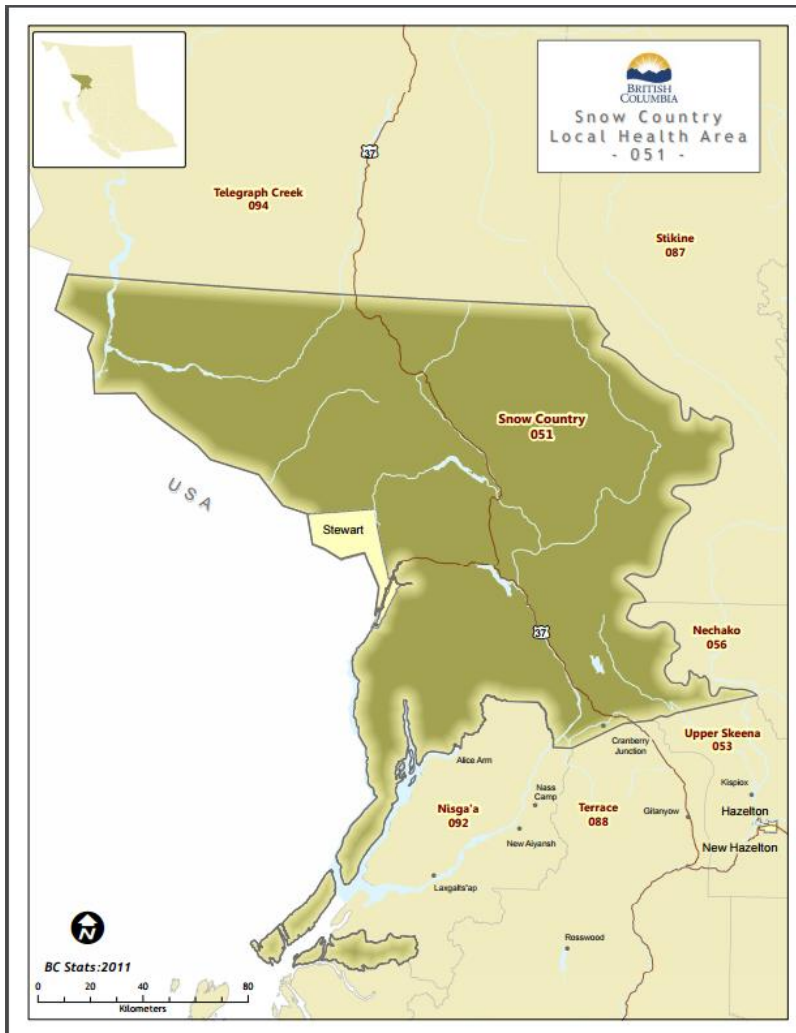 BRITISH
COLUMBIA
Snow Country
Local Health Area
- 051 -
37
Telegraph Creek
094
Stikine
087
Snow Country
051
USA
Stewart
37
Nechako
056
Upper Skeena
053
Cranberry
Junction
Alice Arm
Kispiox
Nass
Camp
Nisga'a
092
Terrace
088
Gitanyow
Hazelton
New Aiyansh
New Hazelton
Laxgalts'ap
Rosswood
N
BC Stats:2011
0 20 40 60 80
Kilometers